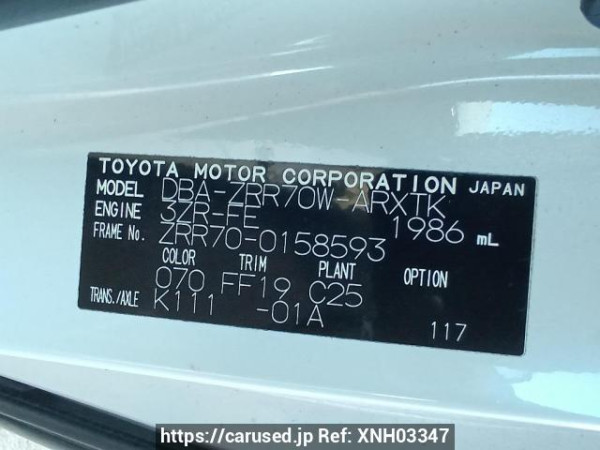 TOYOTA MOTOR CORPORATION JAPAN
MODEL DBA-ZRR70W-ARXTK
ENGINE 3ZR-FE 1986 mL
FRAME No. ZRR70-0158593
COLOR TRIM PLANT OPTION
070 FF19 C25
TRANS./AXLE K111 -01A
117
https://carused.jp Ref: XNH03347